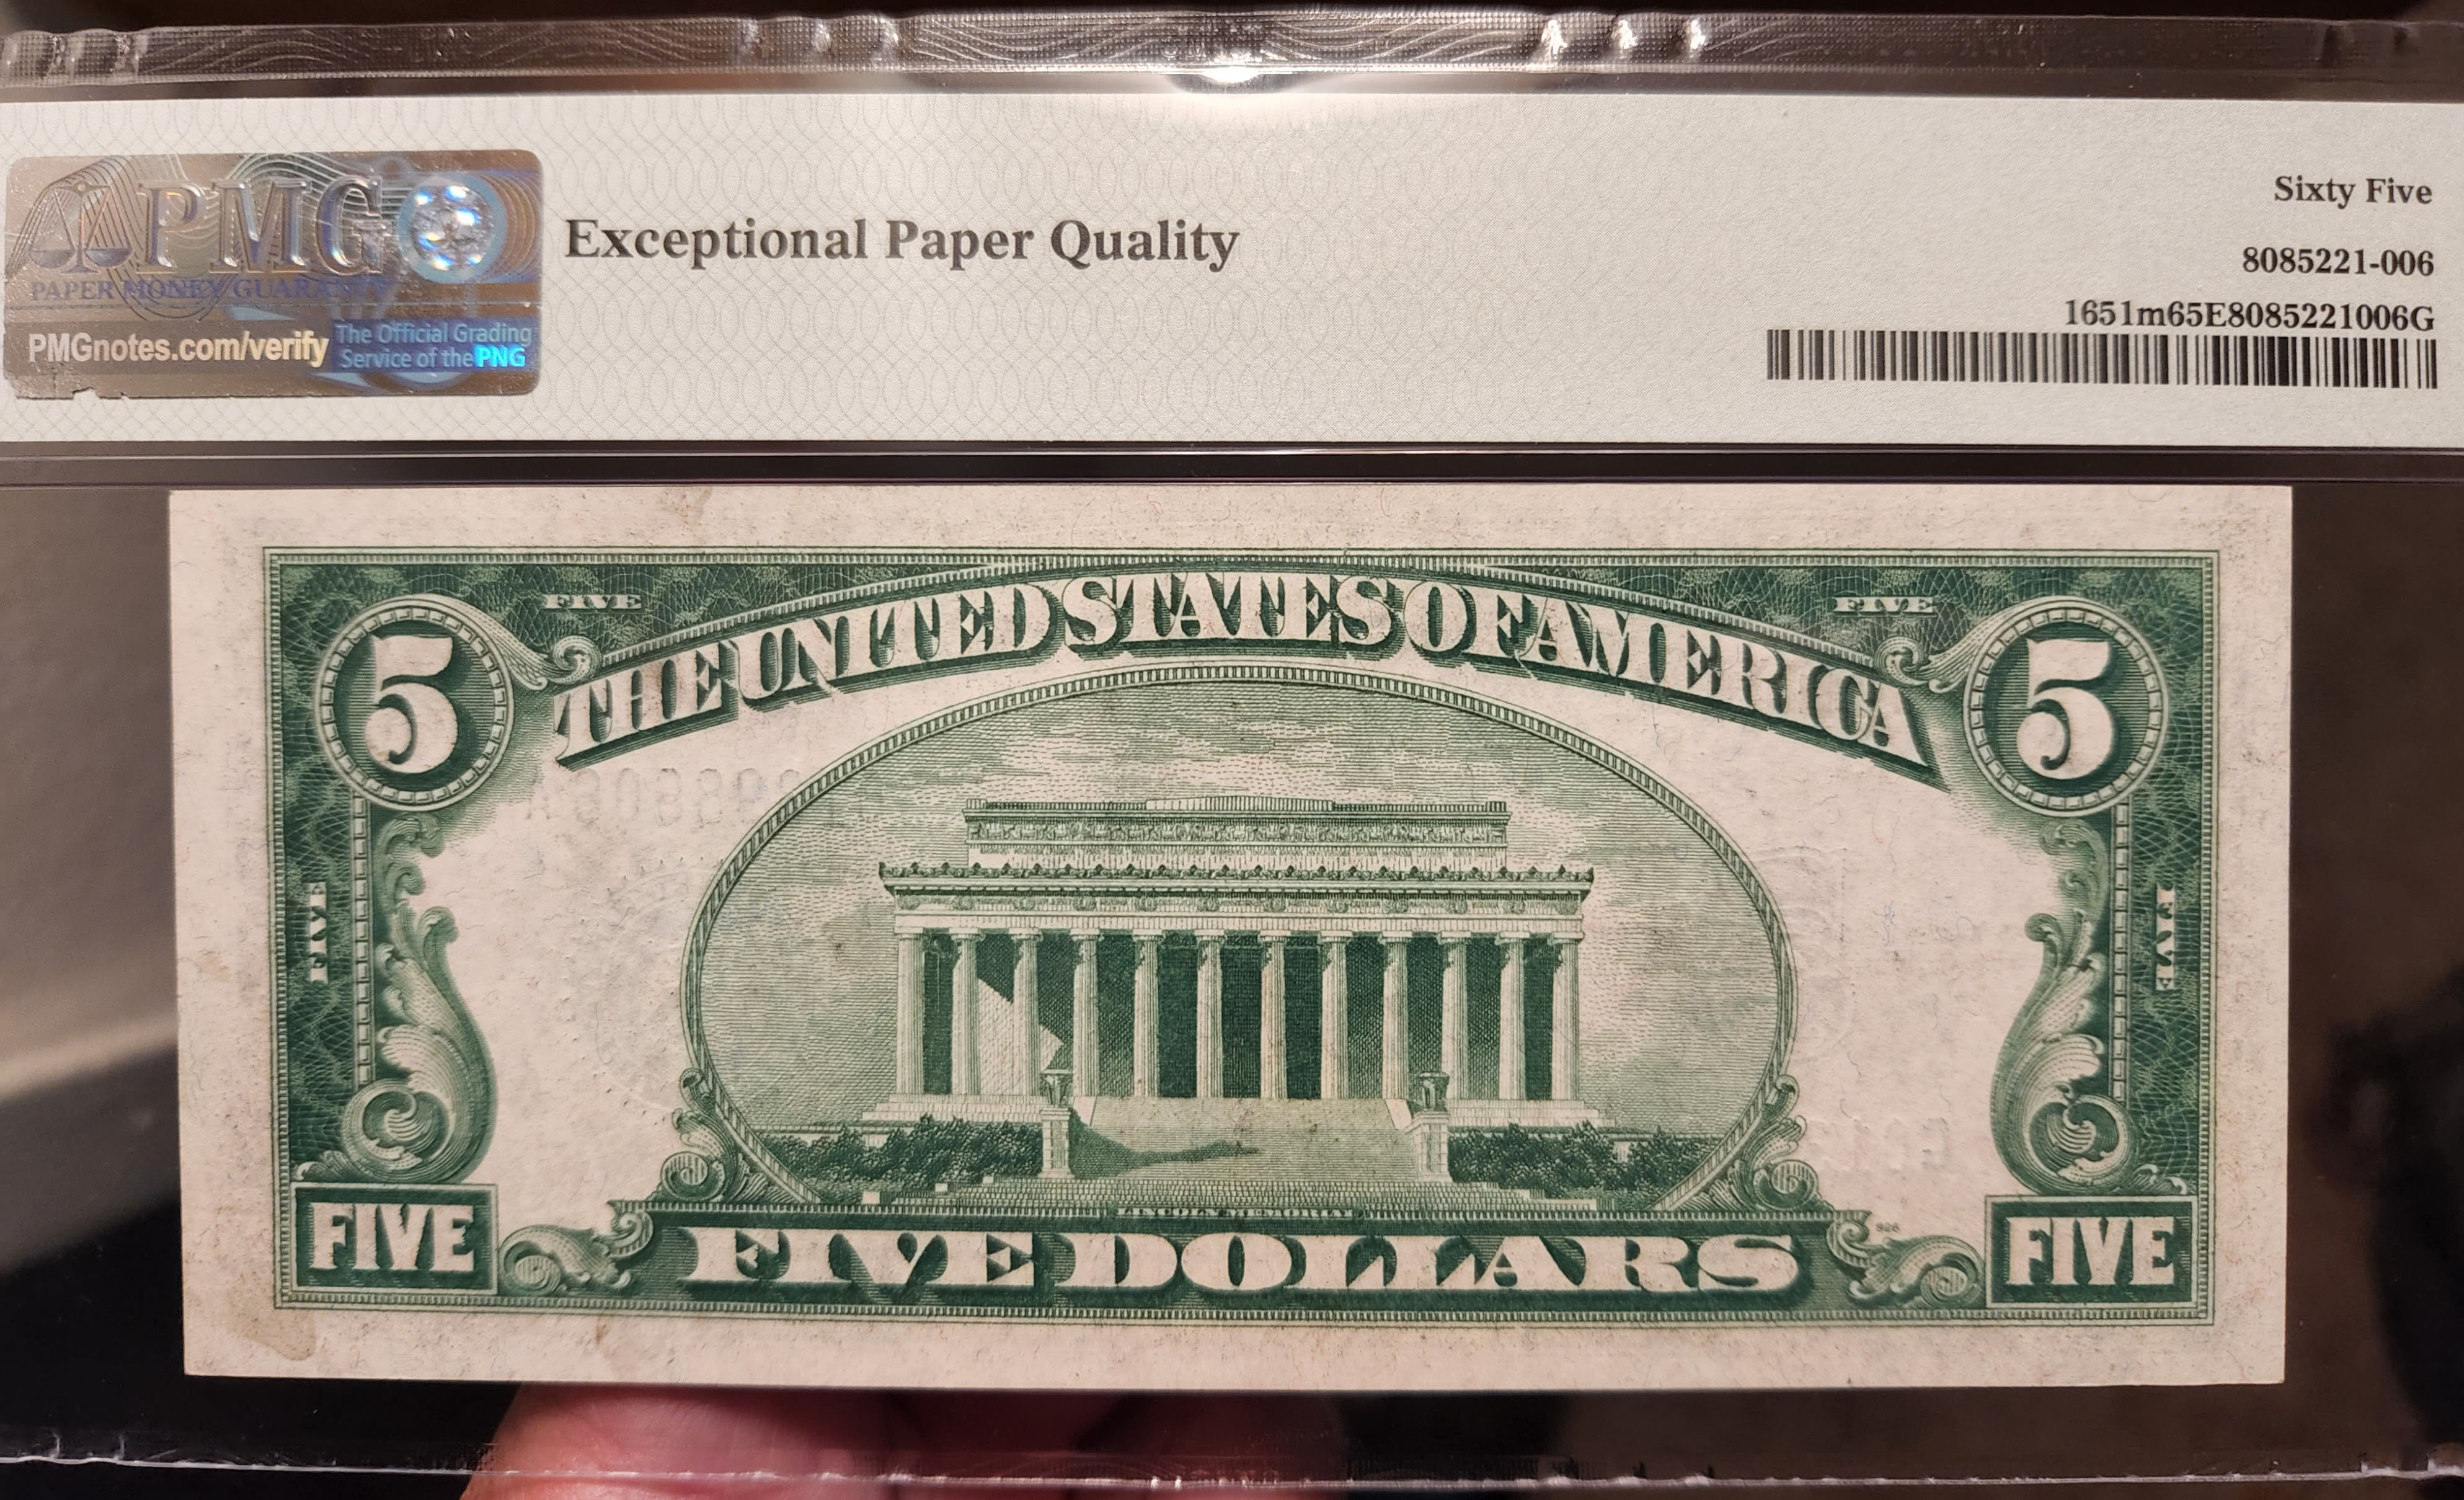 PMG
PAPER MONEY GUARANTY
PMGnotes.com/verify
The Official Grading
Service of the PNG
Exceptional Paper Quality
Sixty Five
8085221-006
1651m65E8085221006G
FIVE
FIVE
5
THE UNITED STATES OF AMERICA
5
FIVE
FIVE
LINCOLN MEMORIAL
926
FIVE
FIVE DOLLARS
FIVE